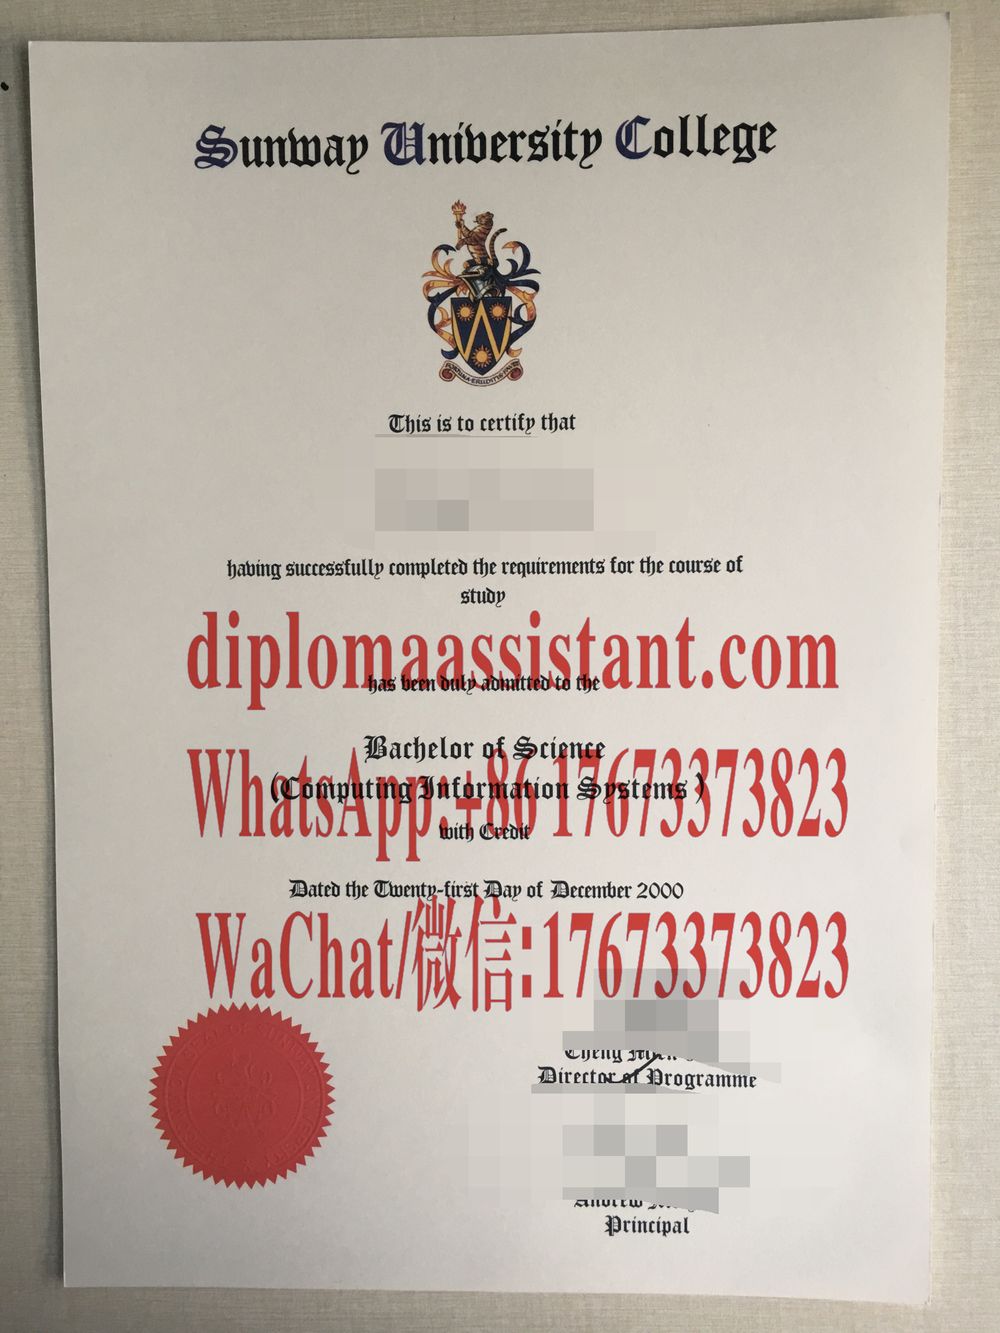 Sunway University College
This is to certify that
having successfully completed the requirements for the course of
study
diplomaassistant.com
has been duly admitted to the
Bachelor of Science
WhatsApp:+86 17673373823
(Computing Information Systems )
with Credit
Dated the Twenty-first Day of December 2000
WaChat/微信:17673373823
Cheng
Director of Programme
Andrew
Principal